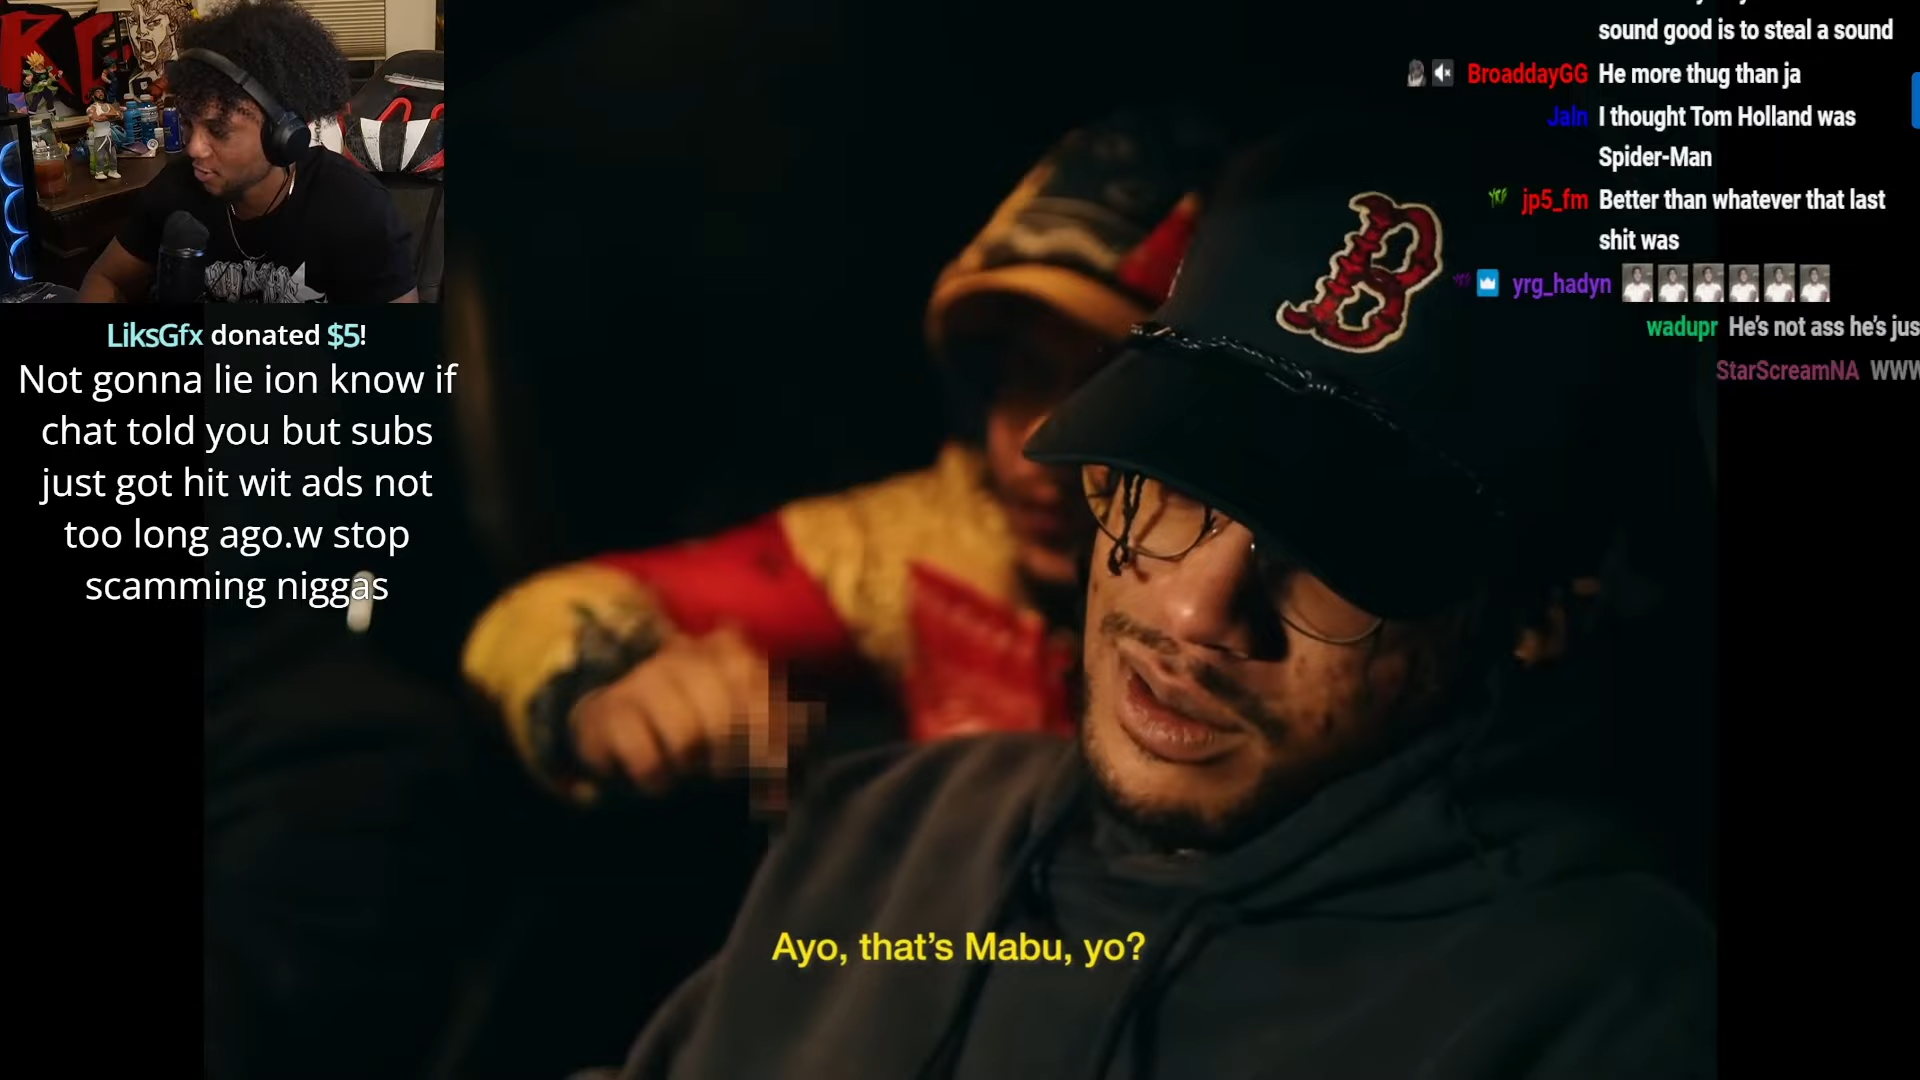 sound good is to steal a sound
BroaddayGG He more thug than ja
Jaln I thought Tom Holland was
Spider-Man
jp5_fm Better than whatever that last
shit was
yrg_hadyn
wadupr He's not ass he's jus
StarScreamNA WWW
LiksGfx donated $5!
Not gonna lie ion know if
chat told you but subs
just got hit wit ads not
too long ago.w stop
scamming niggas
B
Ayo, that's Mabu, yo?